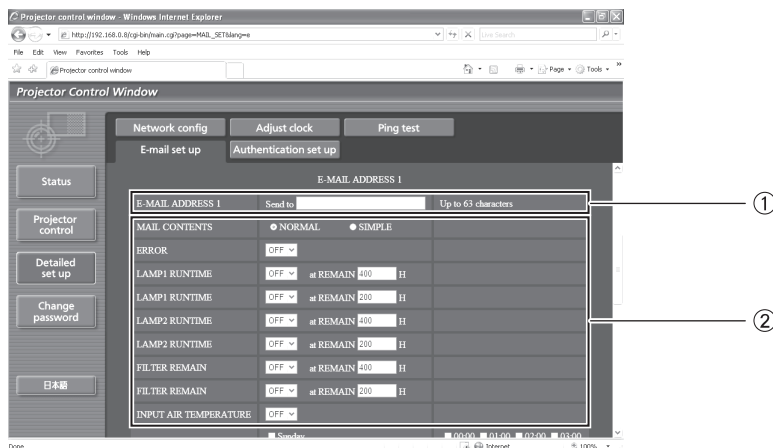 Projector control window - Windows Internet Explorer
http://192.168.0.8/cgi-bin/main.cgi?page=MAIL_SET&lang=e
Live Search
File Edit View Favorites Tools Help
Projector control window
Page Tools
Projector Control Window
Network config Adjust clock Ping test
E-mail set up Authentication set up
Status
Projector control
Detailed set up
Change password
日本語
E-MAIL ADDRESS 1
E-MAIL ADDRESS 1 Send to Up to 63 characters
MAIL CONTENTS NORMAL SIMPLE
ERROR OFF
LAMP1 RUNTIME OFF at REMAIN 400 H
LAMP1 RUNTIME OFF at REMAIN 200 H
LAMP2 RUNTIME OFF at REMAIN 400 H
LAMP2 RUNTIME OFF at REMAIN 200 H
FILTER REMAIN OFF at REMAIN 400 H
FILTER REMAIN OFF at REMAIN 200 H
INPUT AIR TEMPERATURE OFF
Sunday 00:00 01:00 02:00 03:00
Done Internet 100%
①
②